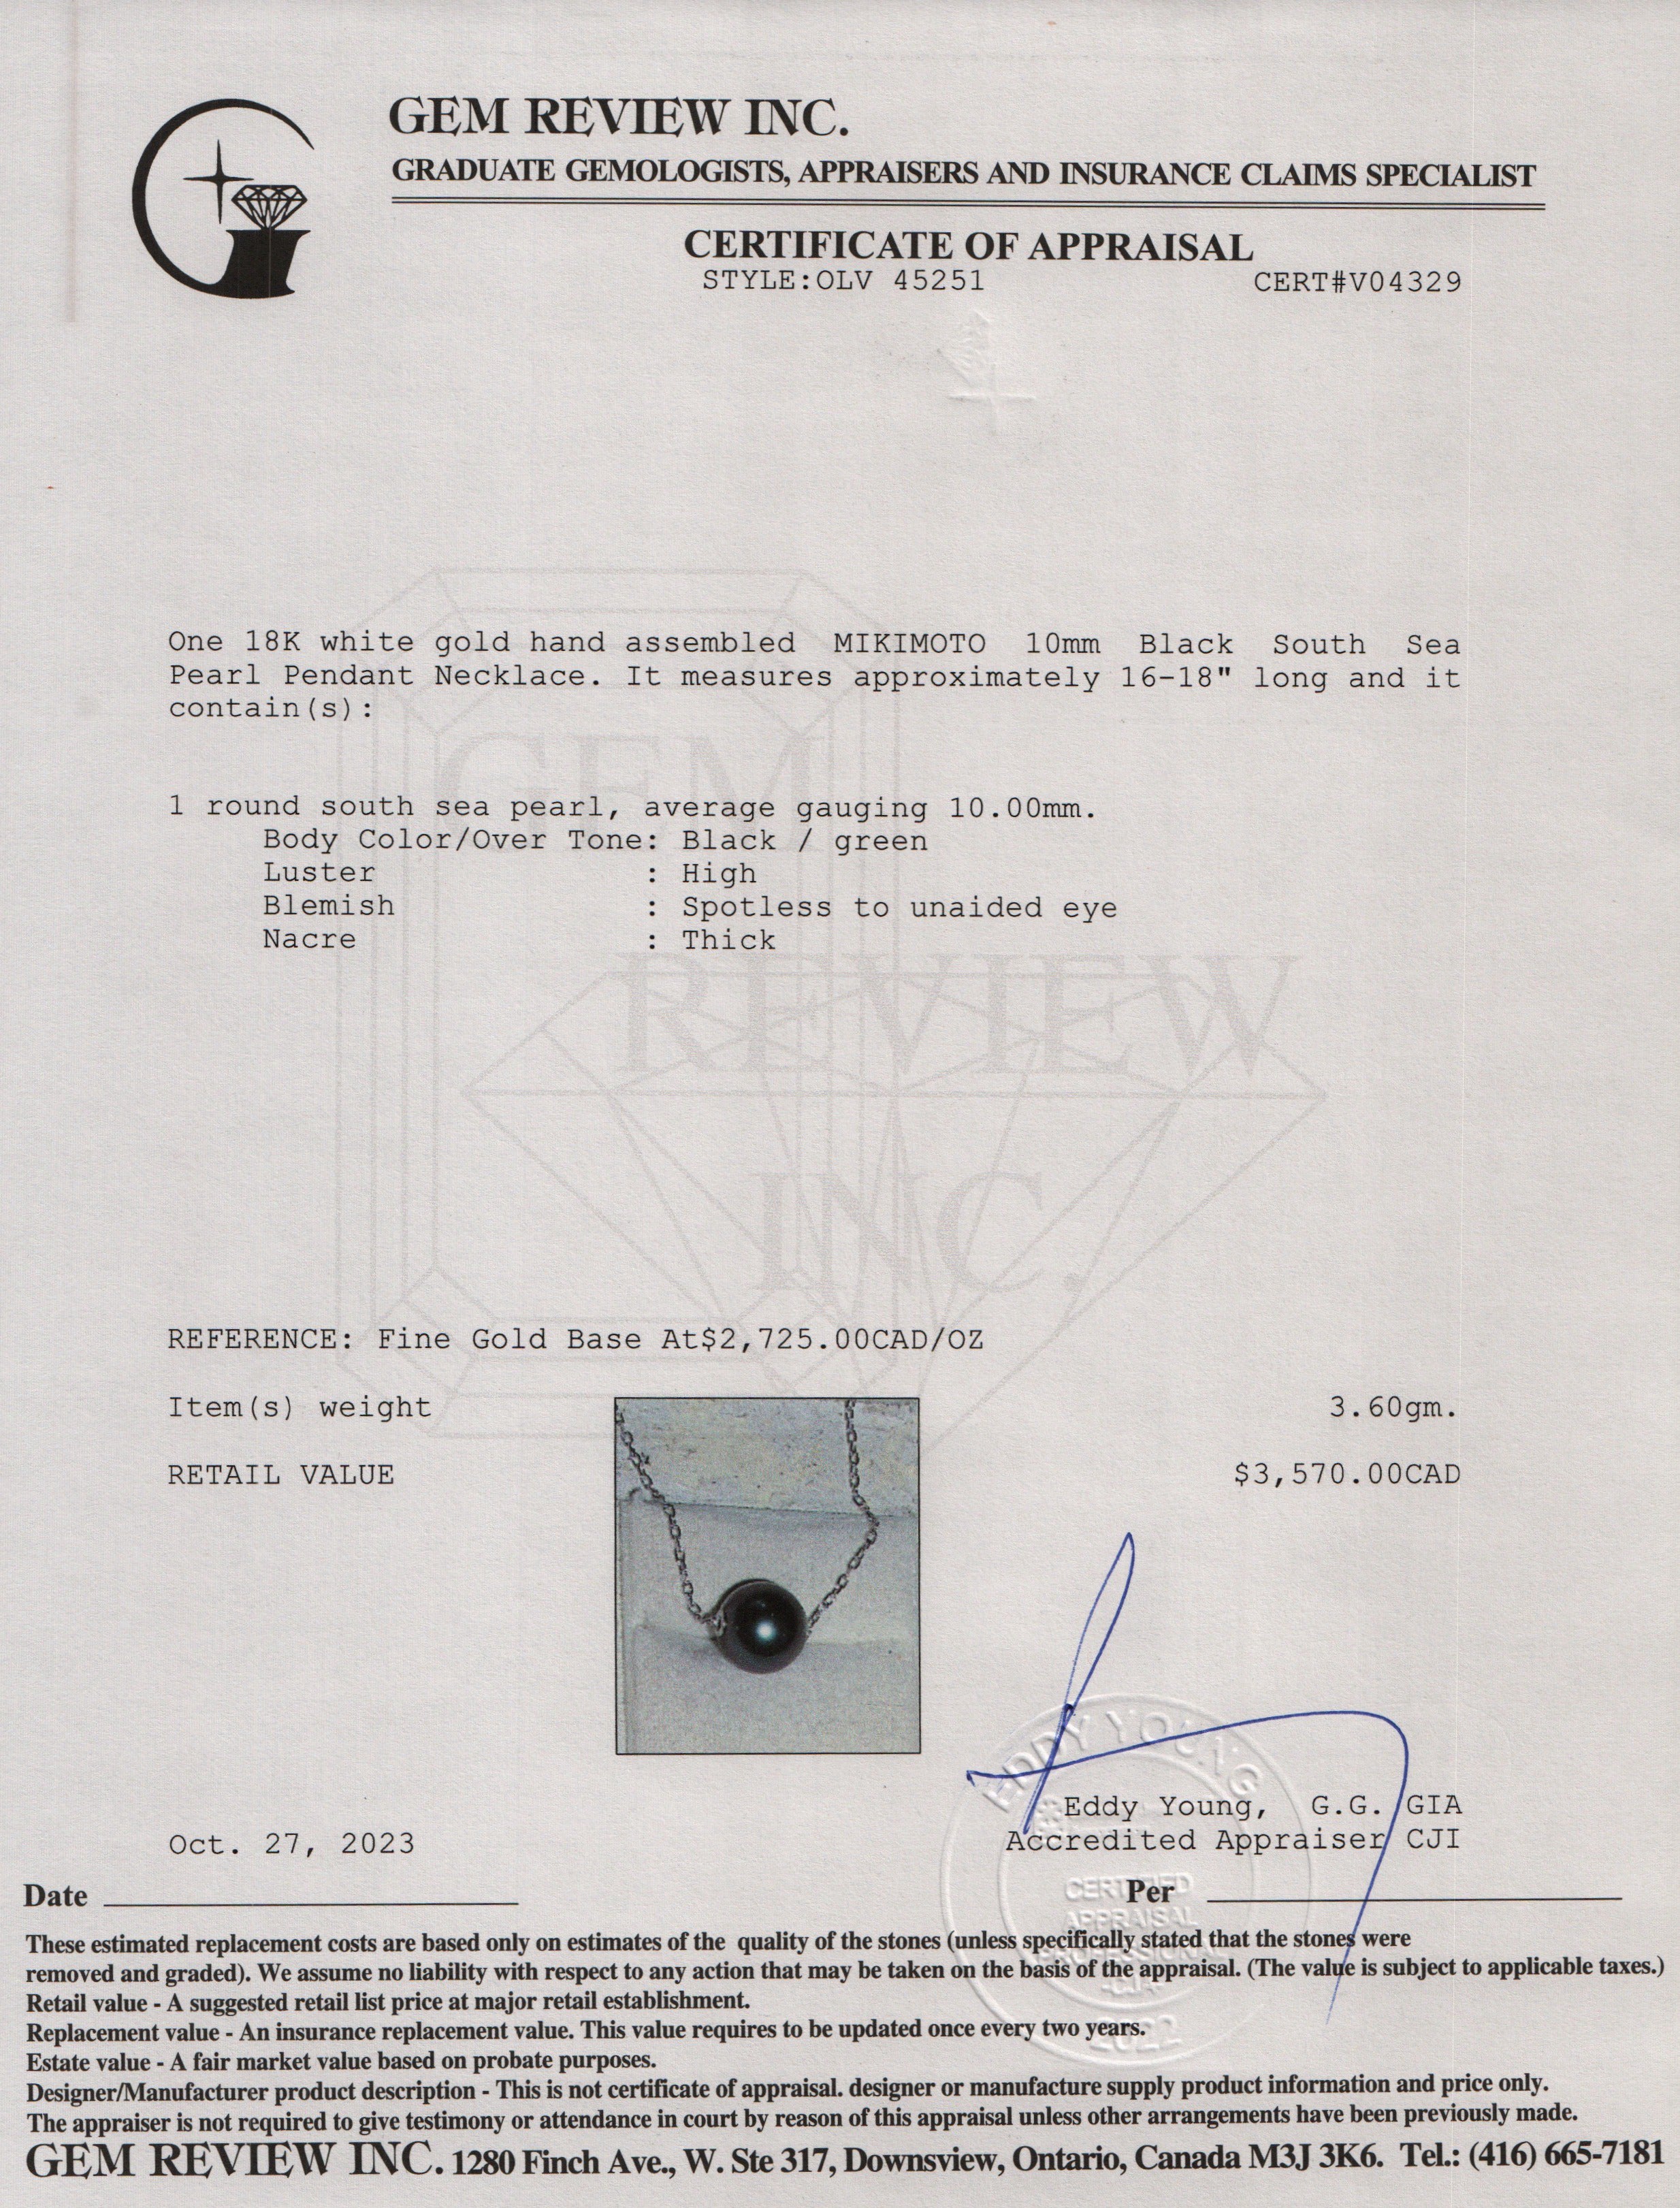 GEM REVIEW INC.
GRADUATE GEMOLOGISTS, APPRAISERS AND INSURANCE CLAIMS SPECIALIST
CERTIFICATE OF APPRAISAL
STYLE:OLV 45251 CERT#V04329
One 18K white gold hand assembled MIKIMOTO 10mm Black South Sea
Pearl Pendant Necklace. It measures approximately 16-18" long and it
contain(s):
GEM
1 round south sea pearl, average gauging 10.00mm.
Body Color/Over Tone: Black / green
Luster : High
Blemish : Spotless to unaided eye
Nacre : Thick
REVIEW
INC.
REFERENCE: Fine Gold Base At$2,725.00CAD/OZ
Item(s) weight 3.60gm.
RETAIL VALUE $3,570.00CAD
EDDY YOUNG
Eddy Young, G.G. GIA
Oct. 27, 2023 Accredited Appraiser CJI
Date Per
CERTIFIED
APPRAISAL
PROFESSIONAL
CJA
2022
These estimated replacement costs are based only on estimates of the quality of the stones (unless specifically stated that the stones were
removed and graded). We assume no liability with respect to any action that may be taken on the basis of the appraisal. (The value is subject to applicable taxes.)
Retail value - A suggested retail list price at major retail establishment.
Replacement value - An insurance replacement value. This value requires to be updated once every two years.
Estate value - A fair market value based on probate purposes.
Designer/Manufacturer product description - This is not certificate of appraisal. designer or manufacture supply product information and price only.
The appraiser is not required to give testimony or attendance in court by reason of this appraisal unless other arrangements have been previously made.
GEM REVIEW INC. 1280 Finch Ave., W. Ste 317, Downsview, Ontario, Canada M3J 3K6. Tel.: (416) 665-7181